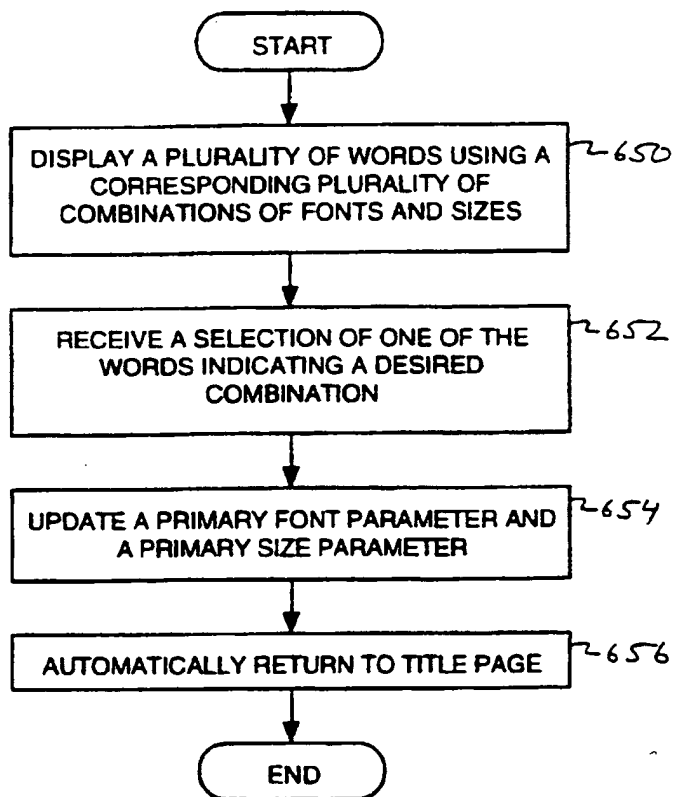 START
DISPLAY A PLURALITY OF WORDS USING A
CORRESPONDING PLURALITY OF
COMBINATIONS OF FONTS AND SIZES
650
RECEIVE A SELECTION OF ONE OF THE
WORDS INDICATING A DESIRED
COMBINATION
652
UPDATE A PRIMARY FONT PARAMETER AND
A PRIMARY SIZE PARAMETER
654
AUTOMATICALLY RETURN TO TITLE PAGE
656
END